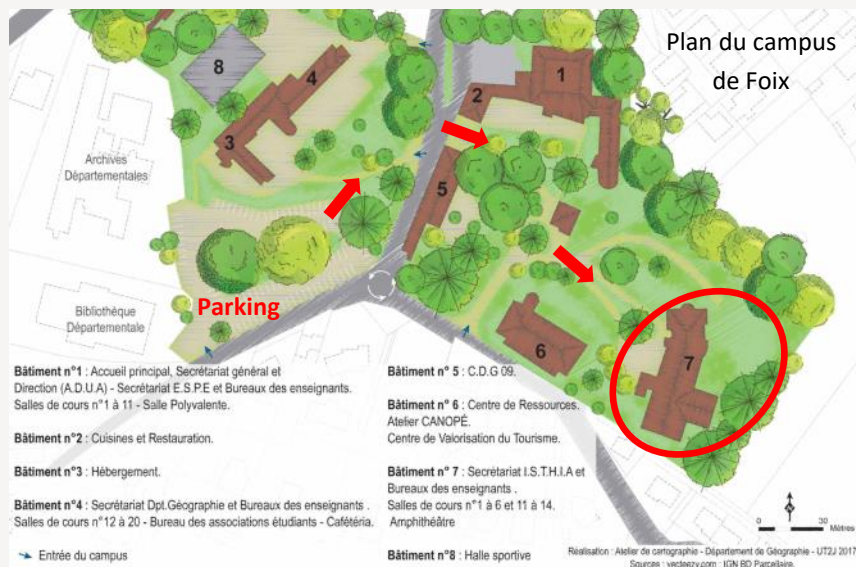 Plan du campus
de Foix
8
4
3
1
2
5
6
7
Archives
Départementales
Bibliothèque
Départementale
Parking
Bâtiment n°1 : Accueil principal, Secrétariat général et
Direction (A.D.U.A) - Secrétariat E.S.P.E et Bureaux des enseignants.
Salles de cours n°1 à 11 - Salle Polyvalente.
Bâtiment n°2 : Cuisines et Restauration.
Bâtiment n°3 : Hébergement.
Bâtiment n°4 : Secrétariat Dpt.Géographie et Bureaux des enseignants .
Salles de cours n°12 à 20 - Bureau des associations étudiants - Cafétéria.
Entrée du campus
Bâtiment n° 5 : C.D.G 09.
Bâtiment n° 6 : Centre de Ressources.
Atelier CANOPÉ.
Centre de Valorisation du Tourisme.
Bâtiment n° 7 : Secrétariat I.S.T.H.I.A et
Bureaux des enseignants .
Salles de cours n°1 à 6 et 11 à 14.
Amphithéâtre
Bâtiment n°8 : Halle sportive
0 30
Mètres
Réalisation : Atelier de cartographie - Département de Géographie - UT2J 2017
Sources : vecteezy.com ; IGN BD Parcellaire.